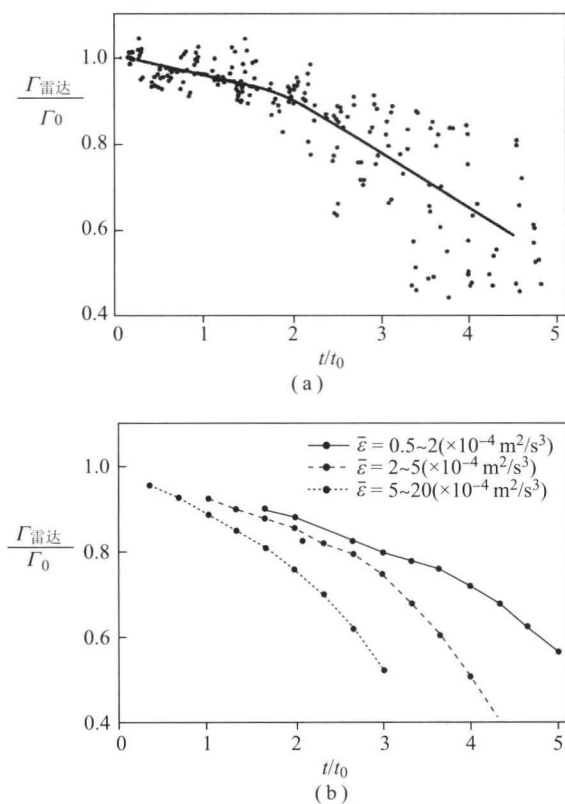 1.0
Γ雷达
Γ0
0.8
0.6
0.4
0 1 2 3 4 5
t/t0
(a)
ε̄ = 0.5~2(×10⁻⁴ m²/s³)
ε̄ = 2~5(×10⁻⁴ m²/s³)
ε̄ = 5~20(×10⁻⁴ m²/s³)
1.0
Γ雷达
Γ0
0.8
0.6
0.4
0 1 2 3 4 5
t/t0
(b)